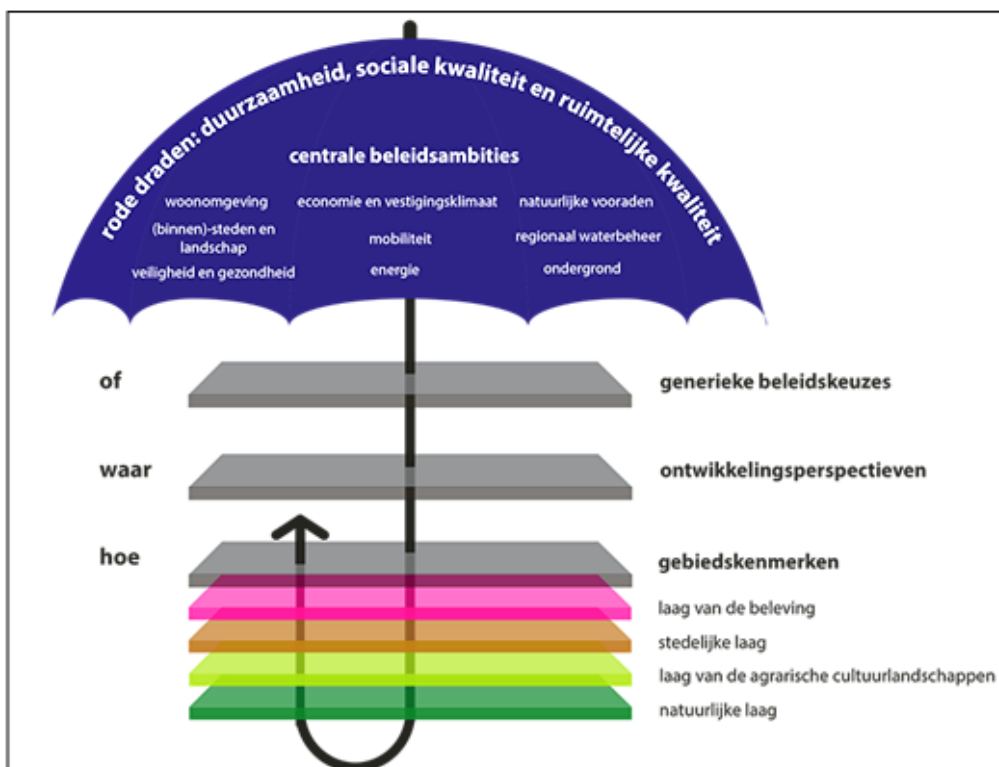 rode draden: duurzaamheid, sociale kwaliteit en ruimtelijke kwaliteit
centrale beleidsambities
woonomgeving
(binnen)-steden en
landschap
veiligheid en gezondheid
economie en vestigingsklimaat
mobiliteit
energie
natuurlijke vooraden
regionaal waterbeheer
ondergrond
of
generieke beleidskeuzes
waar
ontwikkelingsperspectieven
hoe
gebiedskenmerken
laag van de beleving
stedelijke laag
laag van de agrarische cultuurlandschappen
natuurlijke laag